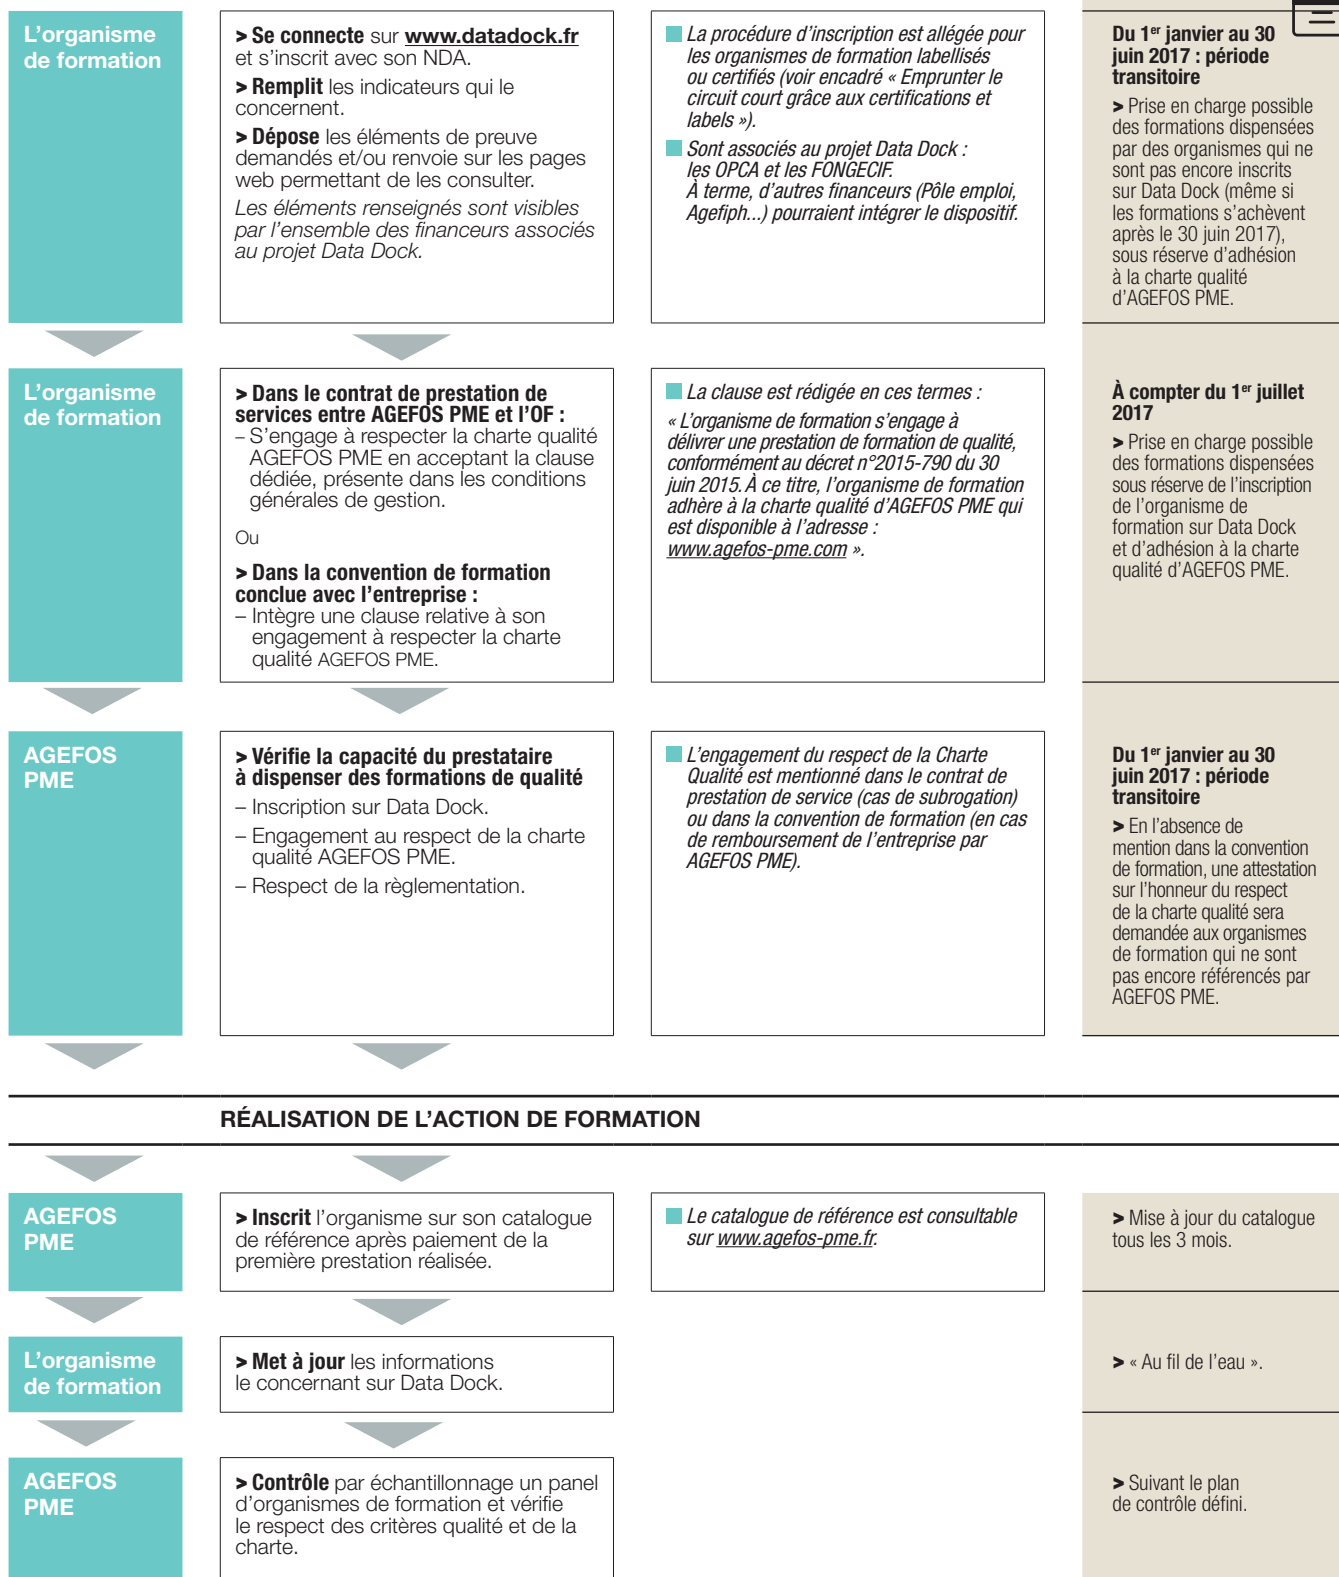 L'organisme
de formation
> Se connecte sur www.datadock.fr
et s'inscrit avec son NDA.
> Remplit les indicateurs qui le
concernent.
> Dépose les éléments de preuve
demandés et/ou renvoie sur les pages
web permettant de les consulter.
Les éléments renseignés sont visibles
par l'ensemble des financeurs associés
au projet Data Dock.
La procédure d'inscription est allégée pour
les organismes de formation labellisés
ou certifiés (voir encadré « Emprunter le
circuit court grâce aux certifications et
labels »).
Sont associés au projet Data Dock :
les OPCA et les FONGECIF.
À terme, d'autres financeurs (Pôle emploi,
Agefiph...) pourraient intégrer le dispositif.
Du 1er janvier au 30
juin 2017 : période
transitoire
> Prise en charge possible
des formations dispensées
par des organismes qui ne
sont pas encore inscrits
sur Data Dock (même si
les formations s'achèvent
après le 30 juin 2017),
sous réserve d'adhésion
à la charte qualité
d'AGEFOS PME.
L'organisme
de formation
> Dans le contrat de prestation de
services entre AGEFOS PME et l'OF :
– S'engage à respecter la charte qualité
AGEFOS PME en acceptant la clause
dédiée, présente dans les conditions
générales de gestion.
Ou
> Dans la convention de formation
conclue avec l'entreprise :
– Intègre une clause relative à son
engagement à respecter la charte
qualité AGEFOS PME.
La clause est rédigée en ces termes :
« L'organisme de formation s'engage à
délivrer une prestation de formation de qualité,
conformément au décret n°2015-790 du 30
juin 2015. À ce titre, l'organisme de formation
adhère à la charte qualité d'AGEFOS PME qui
est disponible à l'adresse :
www.agefos-pme.com ».
À compter du 1er juillet
2017
> Prise en charge possible
des formations dispensées
sous réserve de l'inscription
de l'organisme de
formation sur Data Dock
et d'adhésion à la charte
qualité d'AGEFOS PME.
AGEFOS
PME
> Vérifie la capacité du prestataire
à dispenser des formations de qualité
– Inscription sur Data Dock.
– Engagement au respect de la charte
qualité AGEFOS PME.
– Respect de la règlementation.
L'engagement du respect de la Charte
Qualité est mentionné dans le contrat de
prestation de service (cas de subrogation)
ou dans la convention de formation (en cas
de remboursement de l'entreprise par
AGEFOS PME).
Du 1er janvier au 30
juin 2017 : période
transitoire
> En l'absence de
mention dans la convention
de formation, une attestation
sur l'honneur du respect
de la charte qualité sera
demandée aux organismes
de formation qui ne sont
pas encore référencés par
AGEFOS PME.
RÉALISATION DE L'ACTION DE FORMATION
AGEFOS
PME
> Inscrit l'organisme sur son catalogue
de référence après paiement de la
première prestation réalisée.
Le catalogue de référence est consultable
sur www.agefos-pme.fr.
> Mise à jour du catalogue
tous les 3 mois.
L'organisme
de formation
> Met à jour les informations
le concernant sur Data Dock.
> « Au fil de l'eau ».
AGEFOS
PME
> Contrôle par échantillonnage un panel
d'organismes de formation et vérifie
le respect des critères qualité et de la
charte.
> Suivant le plan
de contrôle défini.